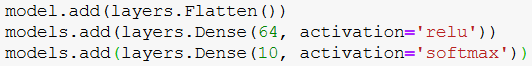 model.add(layers.Flatten())
models.add(layers.Dense(64, activation='relu'))
models.add(layers.Dense(10, activation='softmax'))